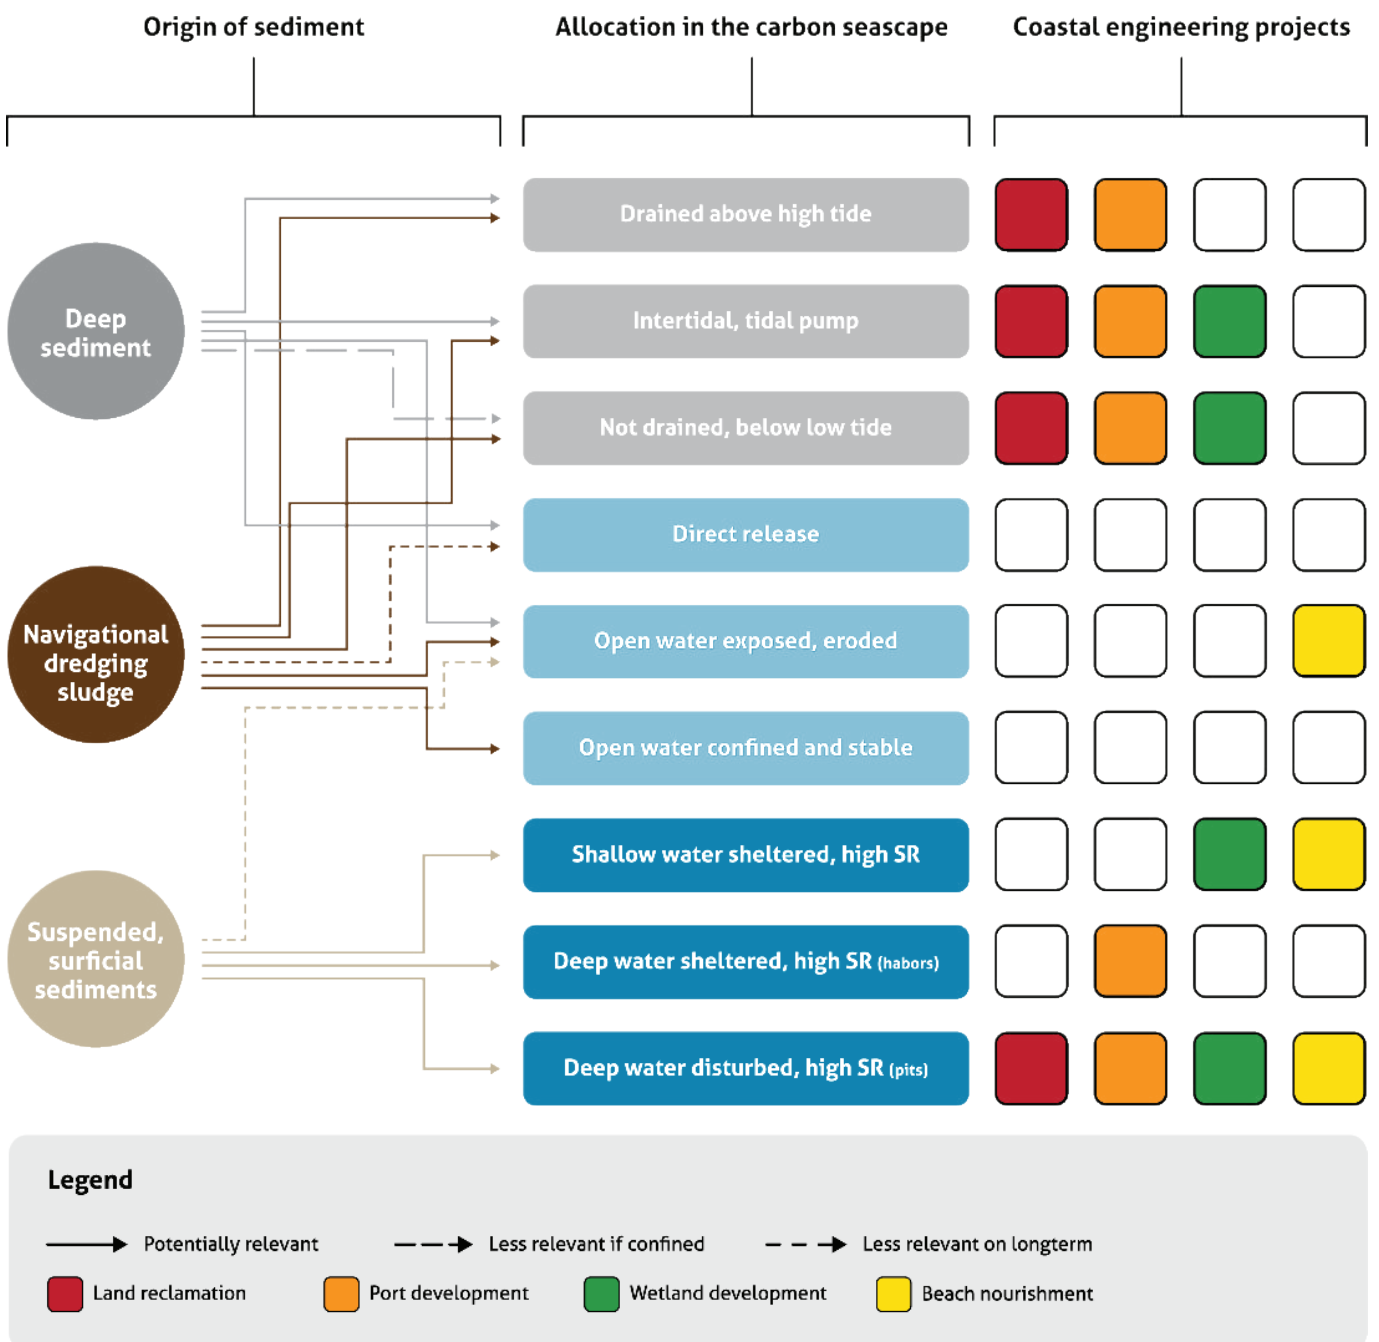 Origin of sediment
Allocation in the carbon seascape
Coastal engineering projects
Deep
sediment
Navigational
dredging
sludge
Suspended,
surficial
sediments
Drained above high tide
Intertidal, tidal pump
Not drained, below low tide
Direct release
Open water exposed, eroded
Open water confined and stable
Shallow water sheltered, high SR
Deep water sheltered, high SR (habors)
Deep water disturbed, high SR (pits)
Legend
Potentially relevant
Less relevant if confined
Less relevant on longterm
Land reclamation
Port development
Wetland development
Beach nourishment